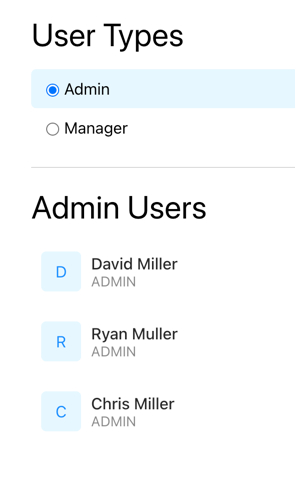 User Types
Admin
Manager
Admin Users
D
David Miller
ADMIN
R
Ryan Muller
ADMIN
C
Chris Miller
ADMIN